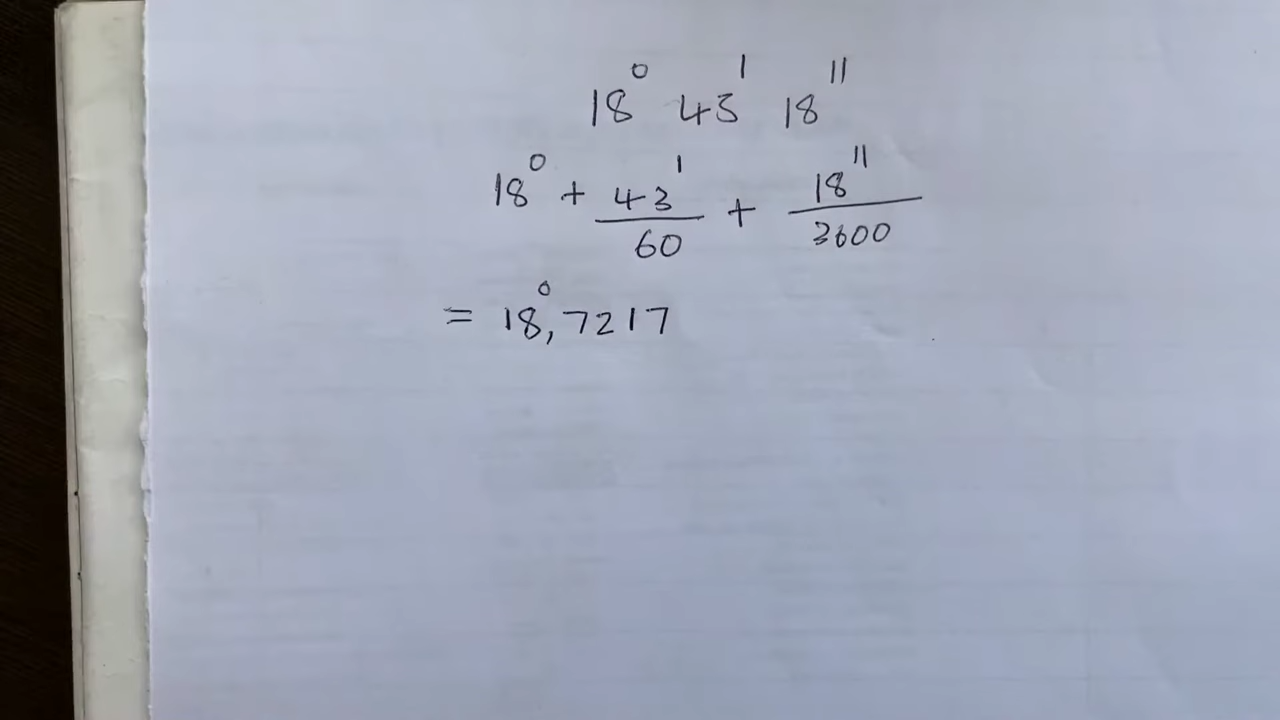 18° 43' 18"
18° + 43'/60 + 18"/3600
= 18°,7217